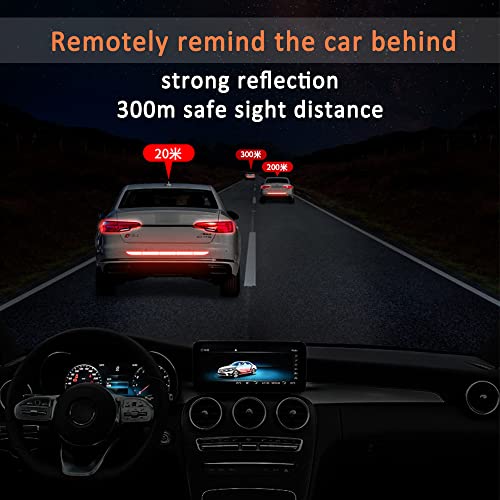 Remotely remind the car behind
strong reflection
300m safe sight distance
20米
300米
200米